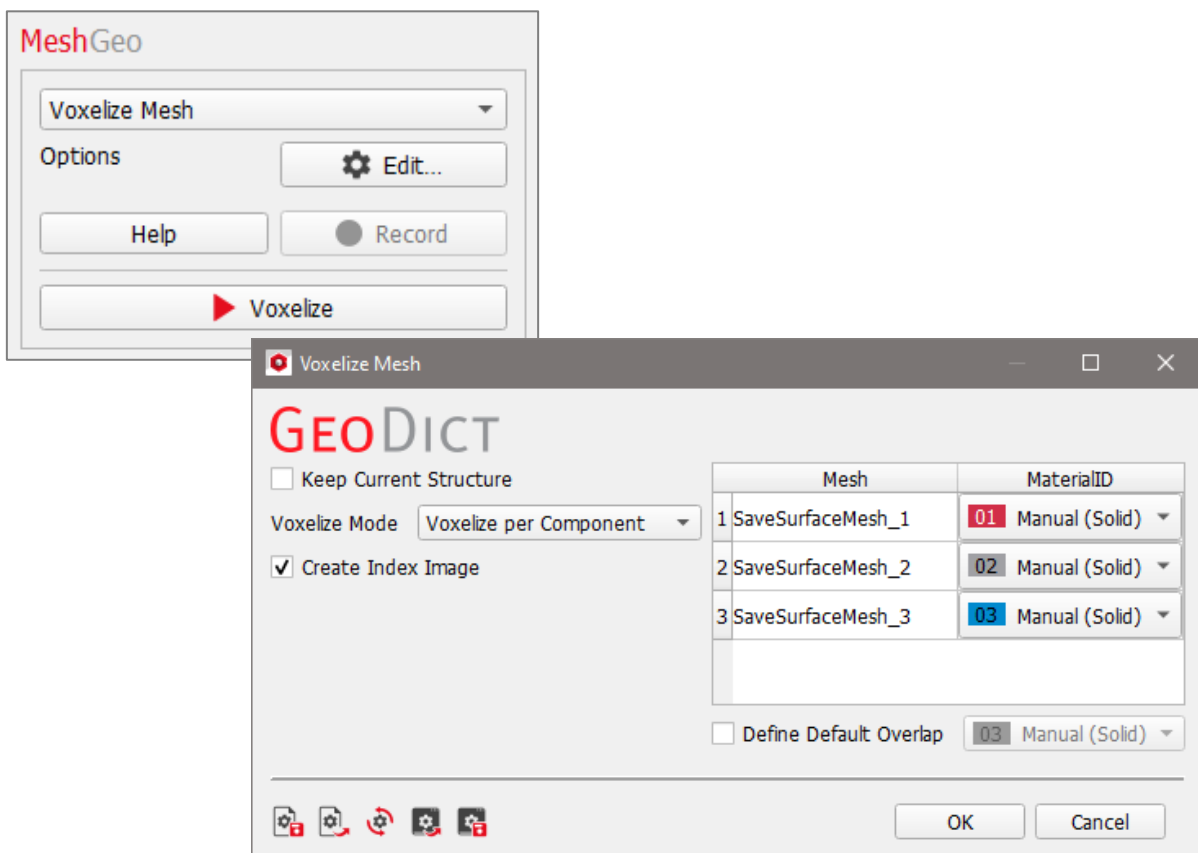 MeshGeo
Voxelize Mesh
Options
Edit...
Help
Record
Voxelize
Voxelize Mesh
GEODICT
Keep Current Structure
Voxelize Mode Voxelize per Component
Create Index Image
Mesh MaterialID
1 SaveSurfaceMesh_1 01 Manual (Solid)
2 SaveSurfaceMesh_2 02 Manual (Solid)
3 SaveSurfaceMesh_3 03 Manual (Solid)
Define Default Overlap 03 Manual (Solid)
OK Cancel